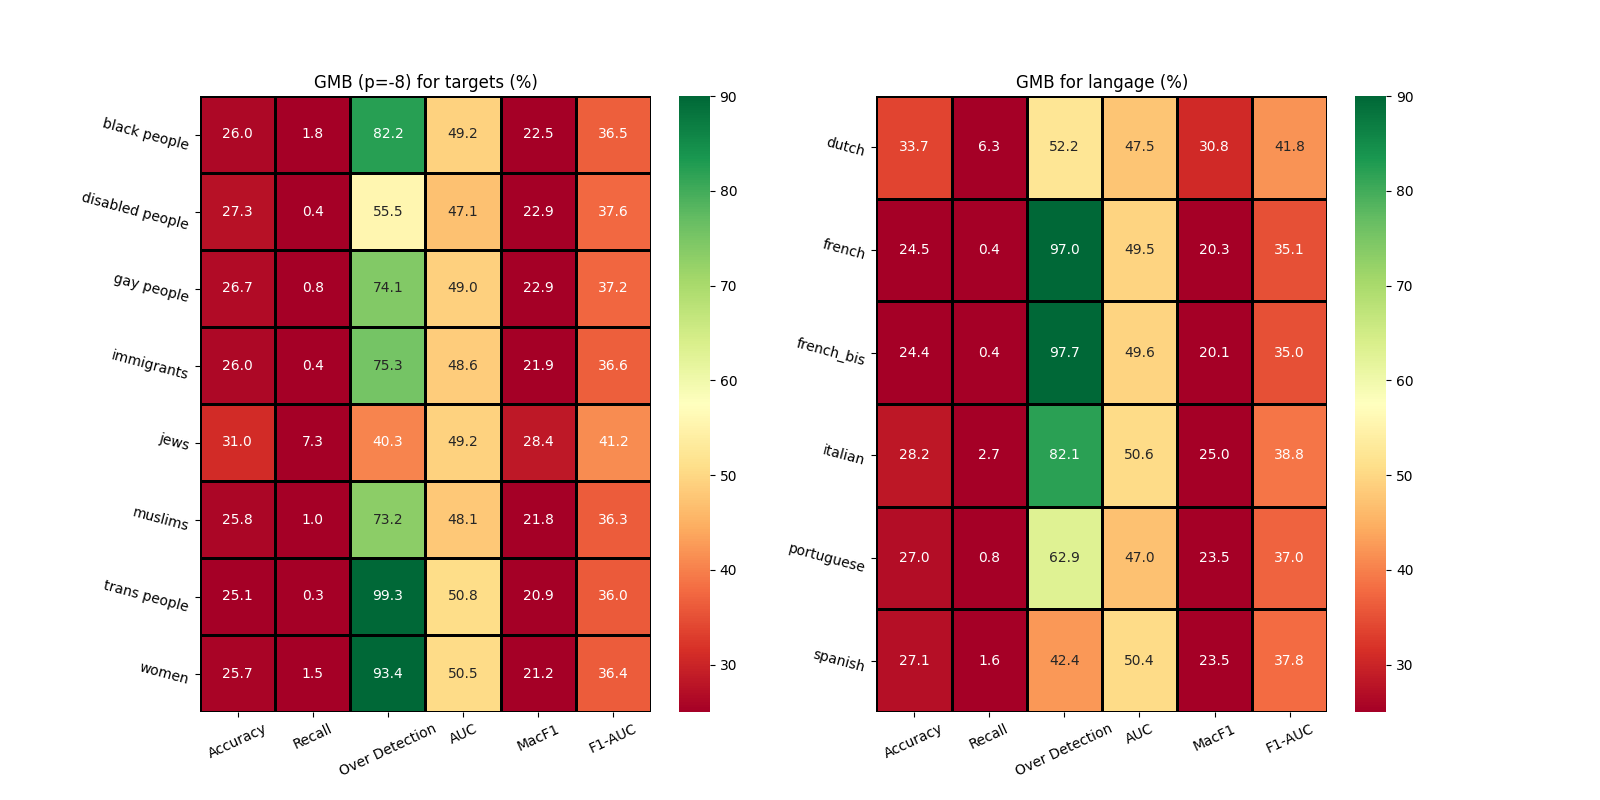 GMB (p=-8) for targets (%)
black people 26.0 1.8 82.2 49.2 22.5 36.5
disabled people 27.3 0.4 55.5 47.1 22.9 37.6
gay people 26.7 0.8 74.1 49.0 22.9 37.2
immigrants 26.0 0.4 75.3 48.6 21.9 36.6
jews 31.0 7.3 40.3 49.2 28.4 41.2
muslims 25.8 1.0 73.2 48.1 21.8 36.3
trans people 25.1 0.3 99.3 50.8 20.9 36.0
women 25.7 1.5 93.4 50.5 21.2 36.4
Accuracy Recall Over Detection AUC MacF1 F1-AUC
90
80
70
60
50
40
30
GMB for langage (%)
dutch 33.7 6.3 52.2 47.5 30.8 41.8
french 24.5 0.4 97.0 49.5 20.3 35.1
french_bis 24.4 0.4 97.7 49.6 20.1 35.0
italian 28.2 2.7 82.1 50.6 25.0 38.8
portuguese 27.0 0.8 62.9 47.0 23.5 37.0
spanish 27.1 1.6 42.4 50.4 23.5 37.8
Accuracy Recall Over Detection AUC MacF1 F1-AUC
90
80
70
60
50
40
30